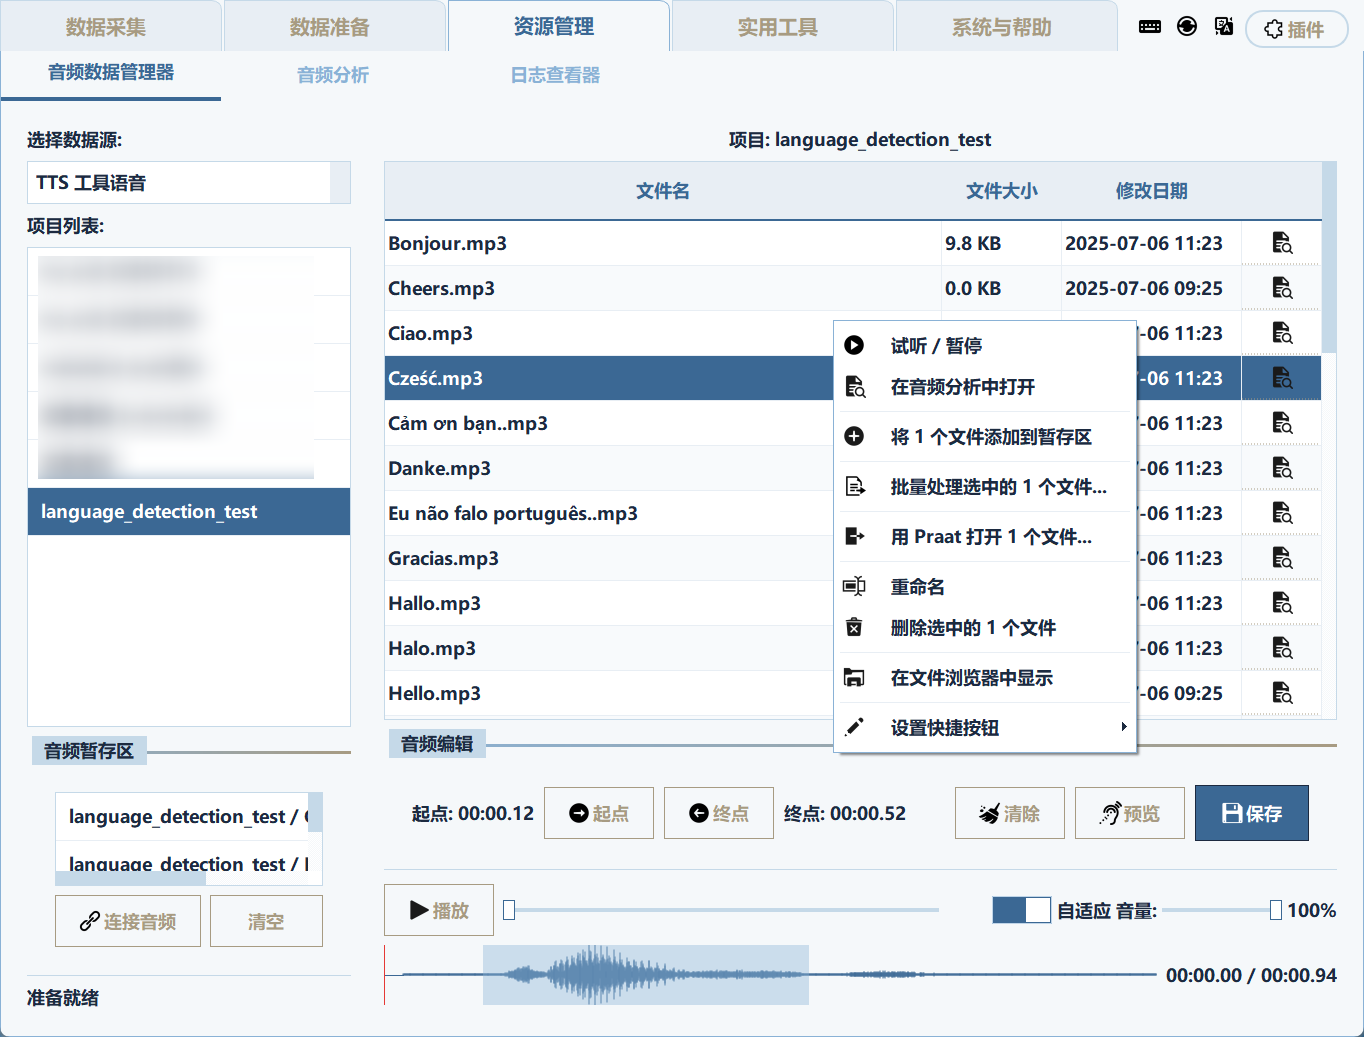 数据采集
数据准备
资源管理
实用工具
系统与帮助
插件
音频数据管理器
音频分析
日志查看器
选择数据源:
TTS 工具语音
项目列表:
language_detection_test
音频暂存区
language_detection_test /
language_detection_test /
连接音频
清空
准备就绪
项目: language_detection_test
文件名 文件大小 修改日期
Bonjour.mp3 9.8 KB 2025-07-06 11:23
Cheers.mp3 0.0 KB 2025-07-06 09:25
Ciao.mp3 -06 11:23
Cześć.mp3 -06 11:23
Cảm ơn bạn..mp3 -06 11:23
Danke.mp3 -06 11:23
Eu não falo português..mp3 -06 11:23
Gracias.mp3 -06 11:23
Hallo.mp3 -06 11:23
Halo.mp3 -06 11:23
Hello.mp3 -06 09:25
试听 / 暂停
在音频分析中打开
将 1 个文件添加到暂存区
批量处理选中的 1 个文件...
用 Praat 打开 1 个文件...
重命名
删除选中的 1 个文件
在文件浏览器中显示
设置快捷按钮
音频编辑
起点: 00:00.12
起点
终点
终点: 00:00.52
清除
预览
保存
播放
自适应 音量:
100%
00:00.00 / 00:00.94